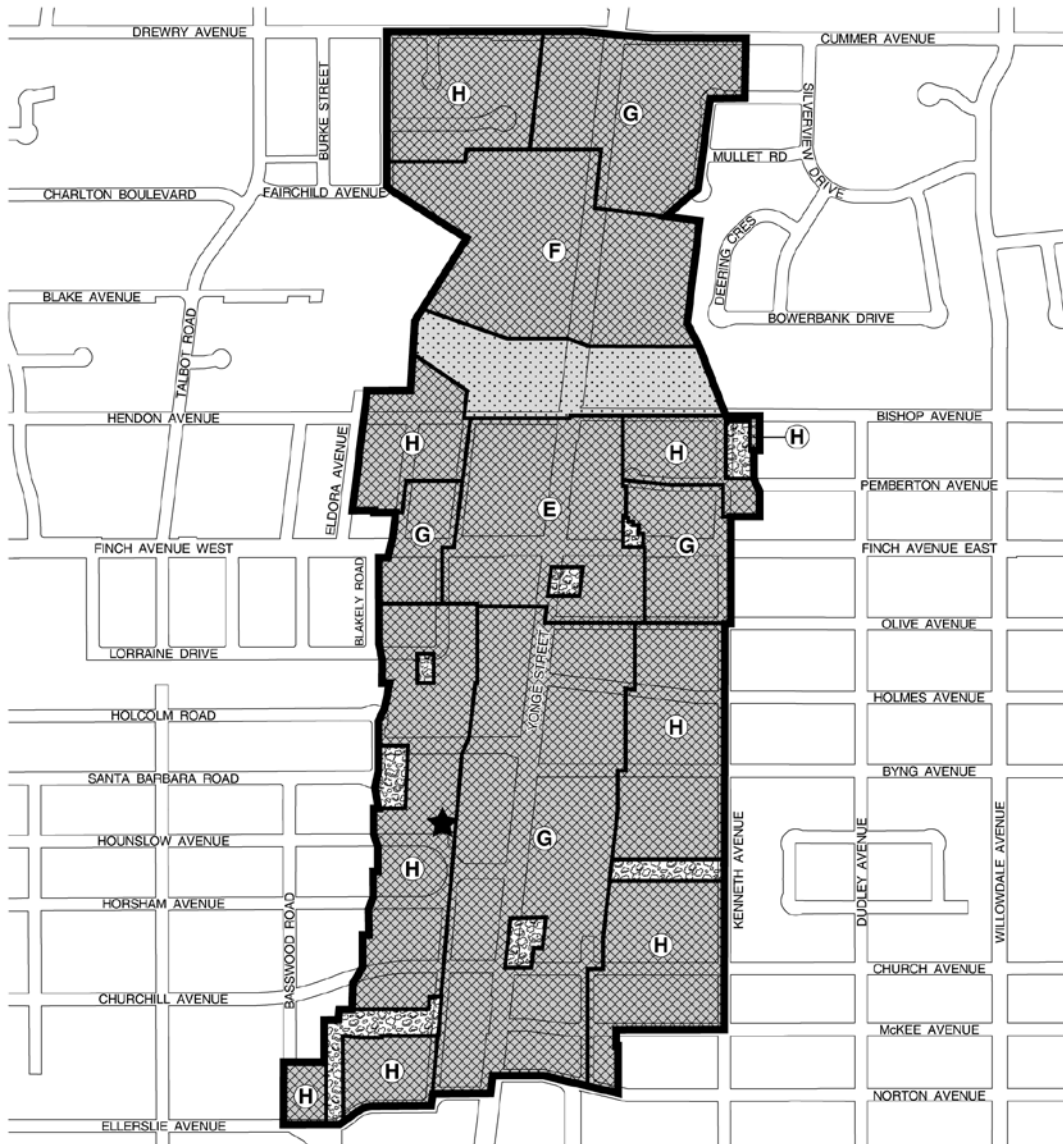 DREWRY AVENUE
CUMMER AVENUE
BURKE STREET
SILVERVIEW DRIVE
H
G
MULLET RD
CHARLTON BOULEVARD
FAIRCHILD AVENUE
DEERING CRES
F
BLAKE AVENUE
TALBOT ROAD
BOWERBANK DRIVE
HENDON AVENUE
BISHOP AVENUE
H
H
H
ELDORA AVENUE
PEMBERTON AVENUE
E
G
G
FINCH AVENUE WEST
FINCH AVENUE EAST
BLAKELY ROAD
OLIVE AVENUE
LORRAINE DRIVE
YONGE STREET
HOLMES AVENUE
HOLCOLM ROAD
H
SANTA BARBARA ROAD
BYNG AVENUE
HOUNSLOW AVENUE
G
H
KENNETH AVENUE
DUDLEY AVENUE
WILLOWDALE AVENUE
HORSHAM AVENUE
BASSWOOD ROAD
H
CHURCH AVENUE
CHURCHILL AVENUE
McKEE AVENUE
H
H
NORTON AVENUE
ELLERSLIE AVENUE